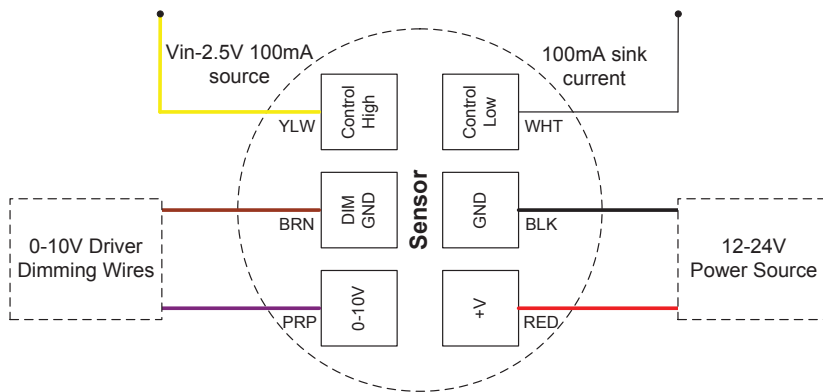 Vin-2.5V 100mA
source
100mA sink
current
Control
High
Control
Low
YLW
WHT
DIM
GND
GND
Sensor
BRN
BLK
0-10V Driver
Dimming Wires
12-24V
Power Source
0-10V
+V
PRP
RED